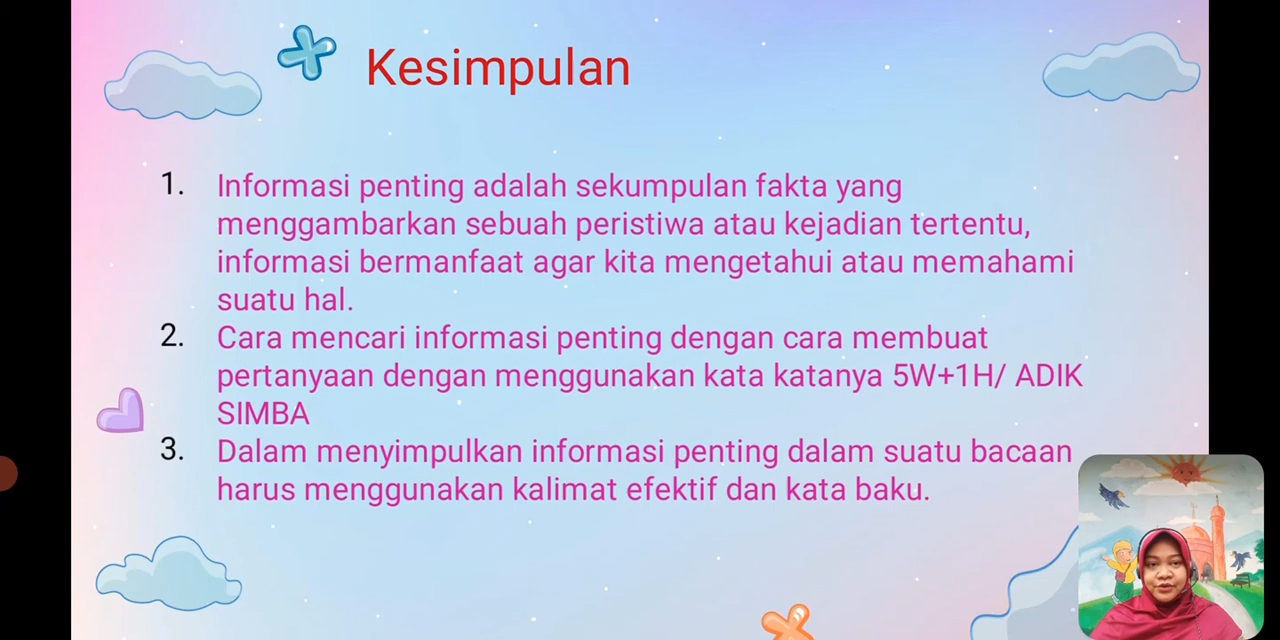 Kesimpulan
1. Informasi penting adalah sekumpulan fakta yang
menggambarkan sebuah peristiwa atau kejadian tertentu,
informasi bermanfaat agar kita mengetahui atau memahami
suatu hal.
2. Cara mencari informasi penting dengan cara membuat
pertanyaan dengan menggunakan kata katanya 5W+1H/ ADIK
SIMBA
3. Dalam menyimpulkan informasi penting dalam suatu bacaan
harus menggunakan kalimat efektif dan kata baku.